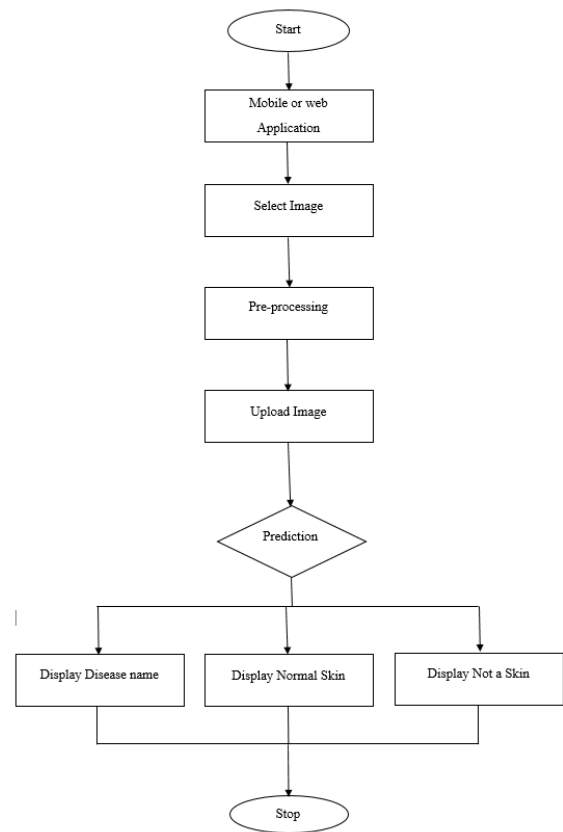 Start
Mobile or web
Application
Select Image
Pre-processing
Upload Image
Prediction
Display Disease name
Display Normal Skin
Display Not a Skin
Stop